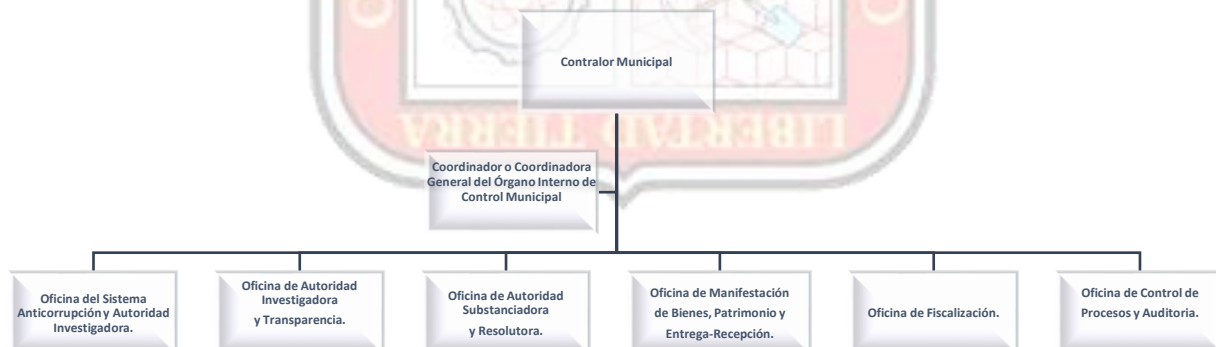 Contralor Municipal
LIBERTAD TIERRA
Coordinador o Coordinadora
General del Órgano Interno de
Control Municipal
Oficina del Sistema
Anticorrupción y Autoridad
Investigadora.
Oficina de Autoridad
Investigadora
y Transparencia.
Oficina de Autoridad
Substanciadora
y Resolutora.
Oficina de Manifestación
de Bienes, Patrimonio y
Entrega-Recepción.
Oficina de Fiscalización.
Oficina de Control de
Procesos y Auditoria.